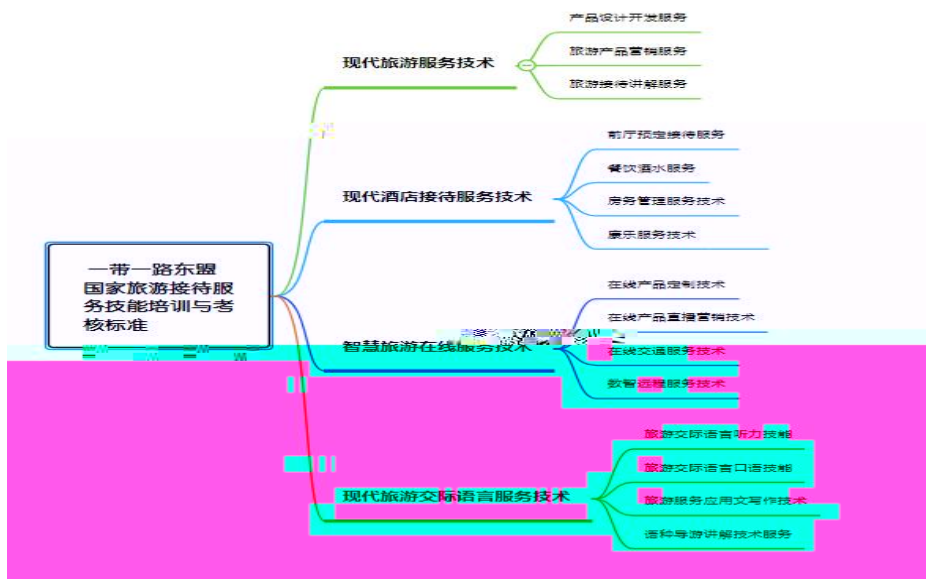 一带一路东盟
国家旅游接待服
务技能培训与考
核标准
现代旅游服务技术
产品设计开发服务
旅游产品营销服务
旅游接待讲解服务
现代酒店接待服务技术
前厅预定接待服务
餐饮酒水服务
房务管理服务技术
康乐服务技术
智慧旅游在线服务技术
在线产品定制技术
在线产品直播营销技术
在线交通服务技术
数智远程服务技术
现代旅游交际语言服务技术
旅游交际语言听力技能
旅游交际语言口语技能
旅游服务应用文写作技术
语种导游讲解技术服务